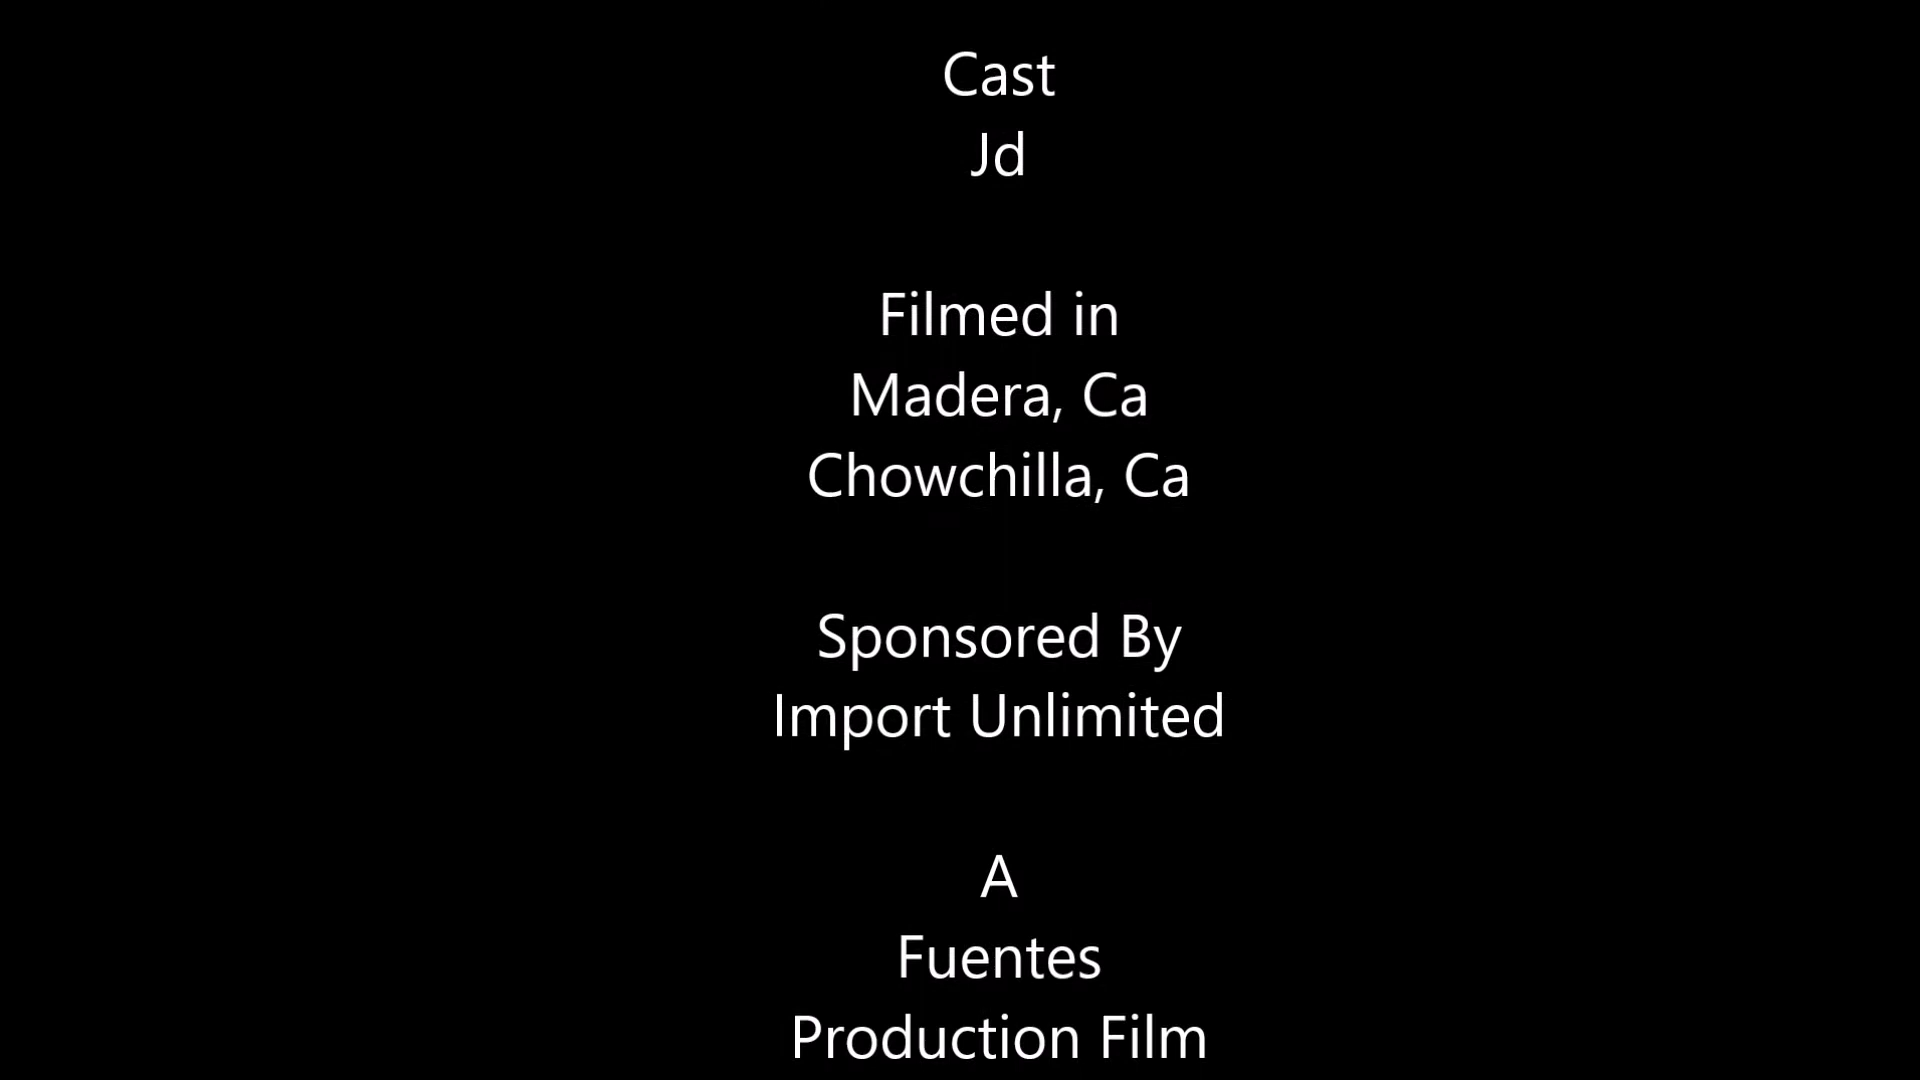 Cast
Jd
Filmed in
Madera, Ca
Chowchilla, Ca
Sponsored By
Import Unlimited
A
Fuentes
Production Film